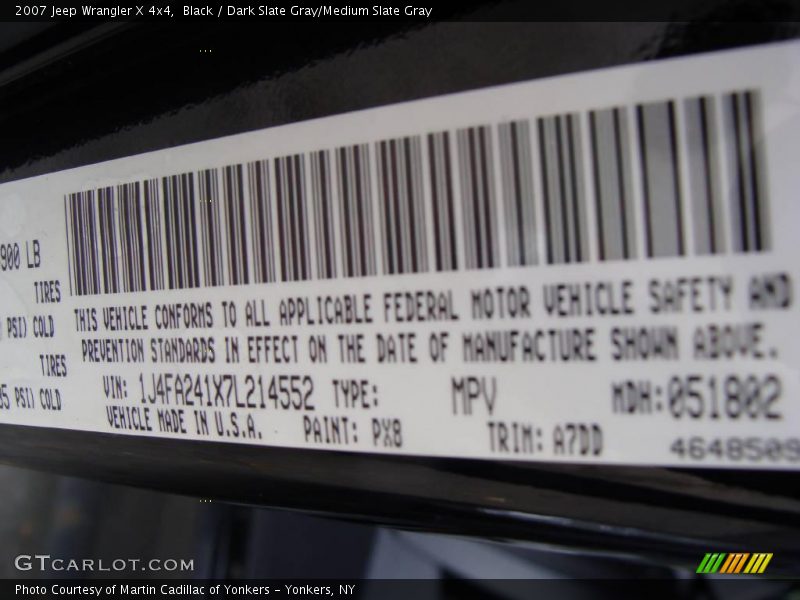 2007 Jeep Wrangler X 4x4,  Black / Dark Slate Gray/Medium Slate Gray
900 LB
TIRES
PSI) COLD
TIRES
35 PSI) COLD
THIS VEHICLE CONFORMS TO ALL APPLICABLE FEDERAL MOTOR VEHICLE SAFETY AND
PREVENTION STANDARDS IN EFFECT ON THE DATE OF MANUFACTURE SHOWN ABOVE.
VIN: 1J4FA241X7L214552 TYPE: MPV MDH:051802
VEHICLE MADE IN U.S.A. PAINT: PX8 TRIM: A7DD 4648509
GTCARLOT.COM
Photo Courtesy of Martin Cadillac of Yonkers – Yonkers, NY